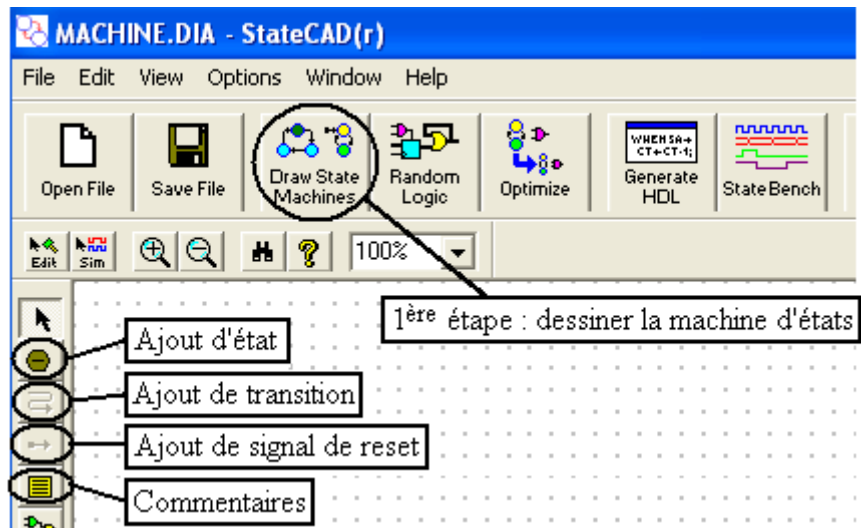 MACHINE.DIA - StateCAD(r)
File Edit View Options Window Help
Open File
Save File
Draw State
Machines
Random
Logic
Optimize
WHEN SA+
CT+CT-1;
Generate
HDL
State Bench
Edit
Sim
100%
1ère étape : dessiner la machine d'états
Ajout d'état
Ajout de transition
Ajout de signal de reset
Commentaires